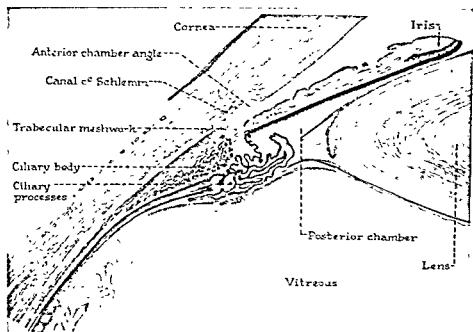 Cornea
Iris
Anterior chamber angle
Canal of Schlemm
Trabecular meshwork
Ciliary body
Ciliary
processes
Posterior chamber
Lens
Vitreous